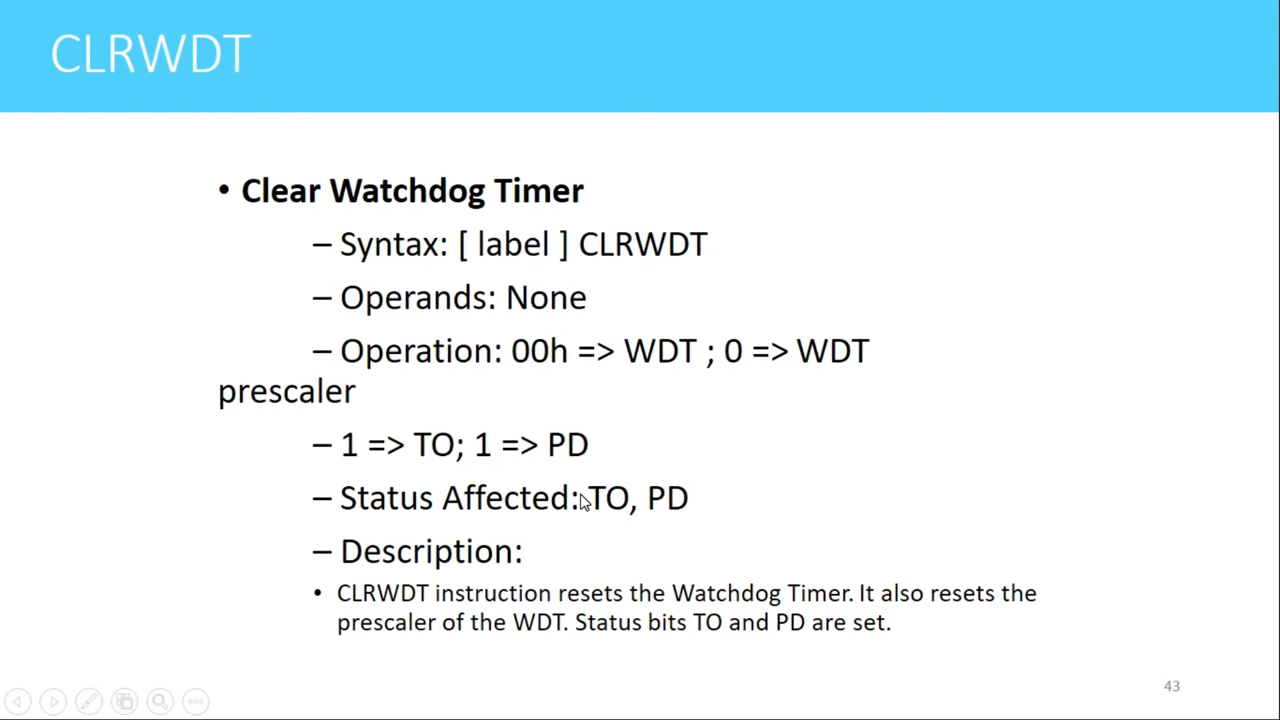 CLRWDT
• Clear Watchdog Timer
– Syntax: [ label ] CLRWDT
– Operands: None
– Operation: 00h => WDT ; 0 => WDT
prescaler
– 1 => TO; 1 => PD
– Status Affected: TO, PD
– Description:
• CLRWDT instruction resets the Watchdog Timer. It also resets the
prescaler of the WDT. Status bits TO and PD are set.
43